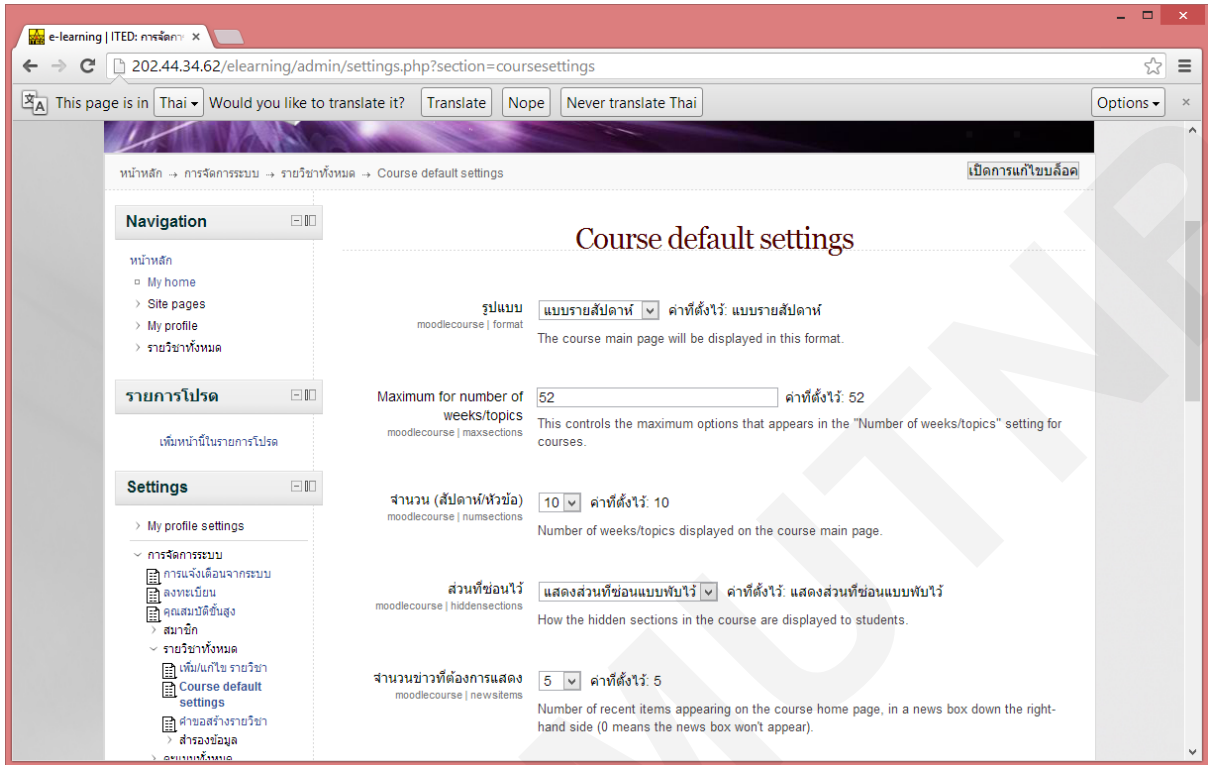 e-learning | ITED: การจัดการ
202.44.34.62/elearning/admin/settings.php?section=coursesettings
This page is in Thai Would you like to translate it? Translate Nope Never translate Thai Options
หน้าหลัก → การจัดการระบบ → รายวิชาทั้งหมด → Course default settings
เปิดการแก้ไขบล็อค
Navigation
หน้าหลัก
My home
Site pages
My profile
รายวิชาทั้งหมด
รายการโปรด
เพิ่มหน้านี้ในรายการโปรด
Settings
My profile settings
การจัดการระบบ
การแจ้งเตือนจากระบบ
ลงทะเบียน
คุณสมบัติขั้นสูง
สมาชิก
รายวิชาทั้งหมด
เพิ่ม/แก้ไข รายวิชา
Course default
settings
คำขอสร้างรายวิชา
สำรองข้อมูล
คะแนนทั้งหมด
Course default settings
รูปแบบ แบบรายสัปดาห์ ค่าที่ตั้งไว้: แบบรายสัปดาห์
moodlecourse | format
The course main page will be displayed in this format.
Maximum for number of 52 ค่าที่ตั้งไว้: 52
weeks/topics
moodlecourse | maxsections
This controls the maximum options that appears in the "Number of weeks/topics" setting for
courses.
จำนวน (สัปดาห์/หัวข้อ) 10 ค่าที่ตั้งไว้: 10
moodlecourse | numsections
Number of weeks/topics displayed on the course main page.
ส่วนที่ซ่อนไว้ แสดงส่วนที่ซ่อนแบบพับไว้ ค่าที่ตั้งไว้: แสดงส่วนที่ซ่อนแบบพับไว้
moodlecourse | hiddensections
How the hidden sections in the course are displayed to students.
จำนวนข่าวที่ต้องการแสดง 5 ค่าที่ตั้งไว้: 5
moodlecourse | newsitems
Number of recent items appearing on the course home page, in a news box down the right-
hand side (0 means the news box won't appear).
MUTNP